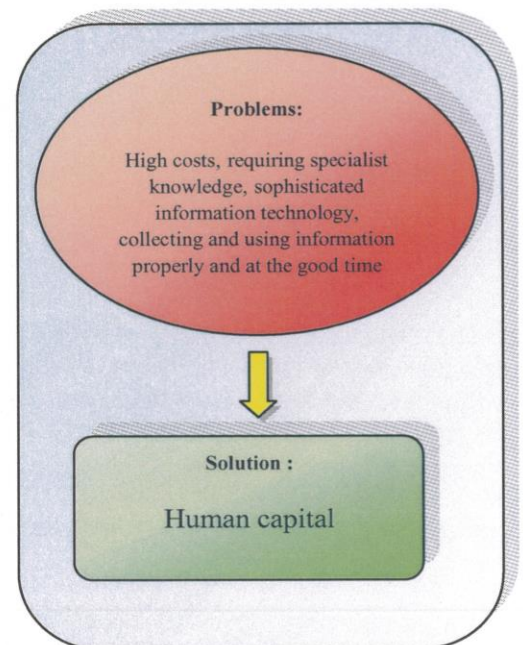 Problems:
High costs, requiring specialist
knowledge, sophisticated
information technology,
collecting and using information
properly and at the good time
Solution :
Human capital